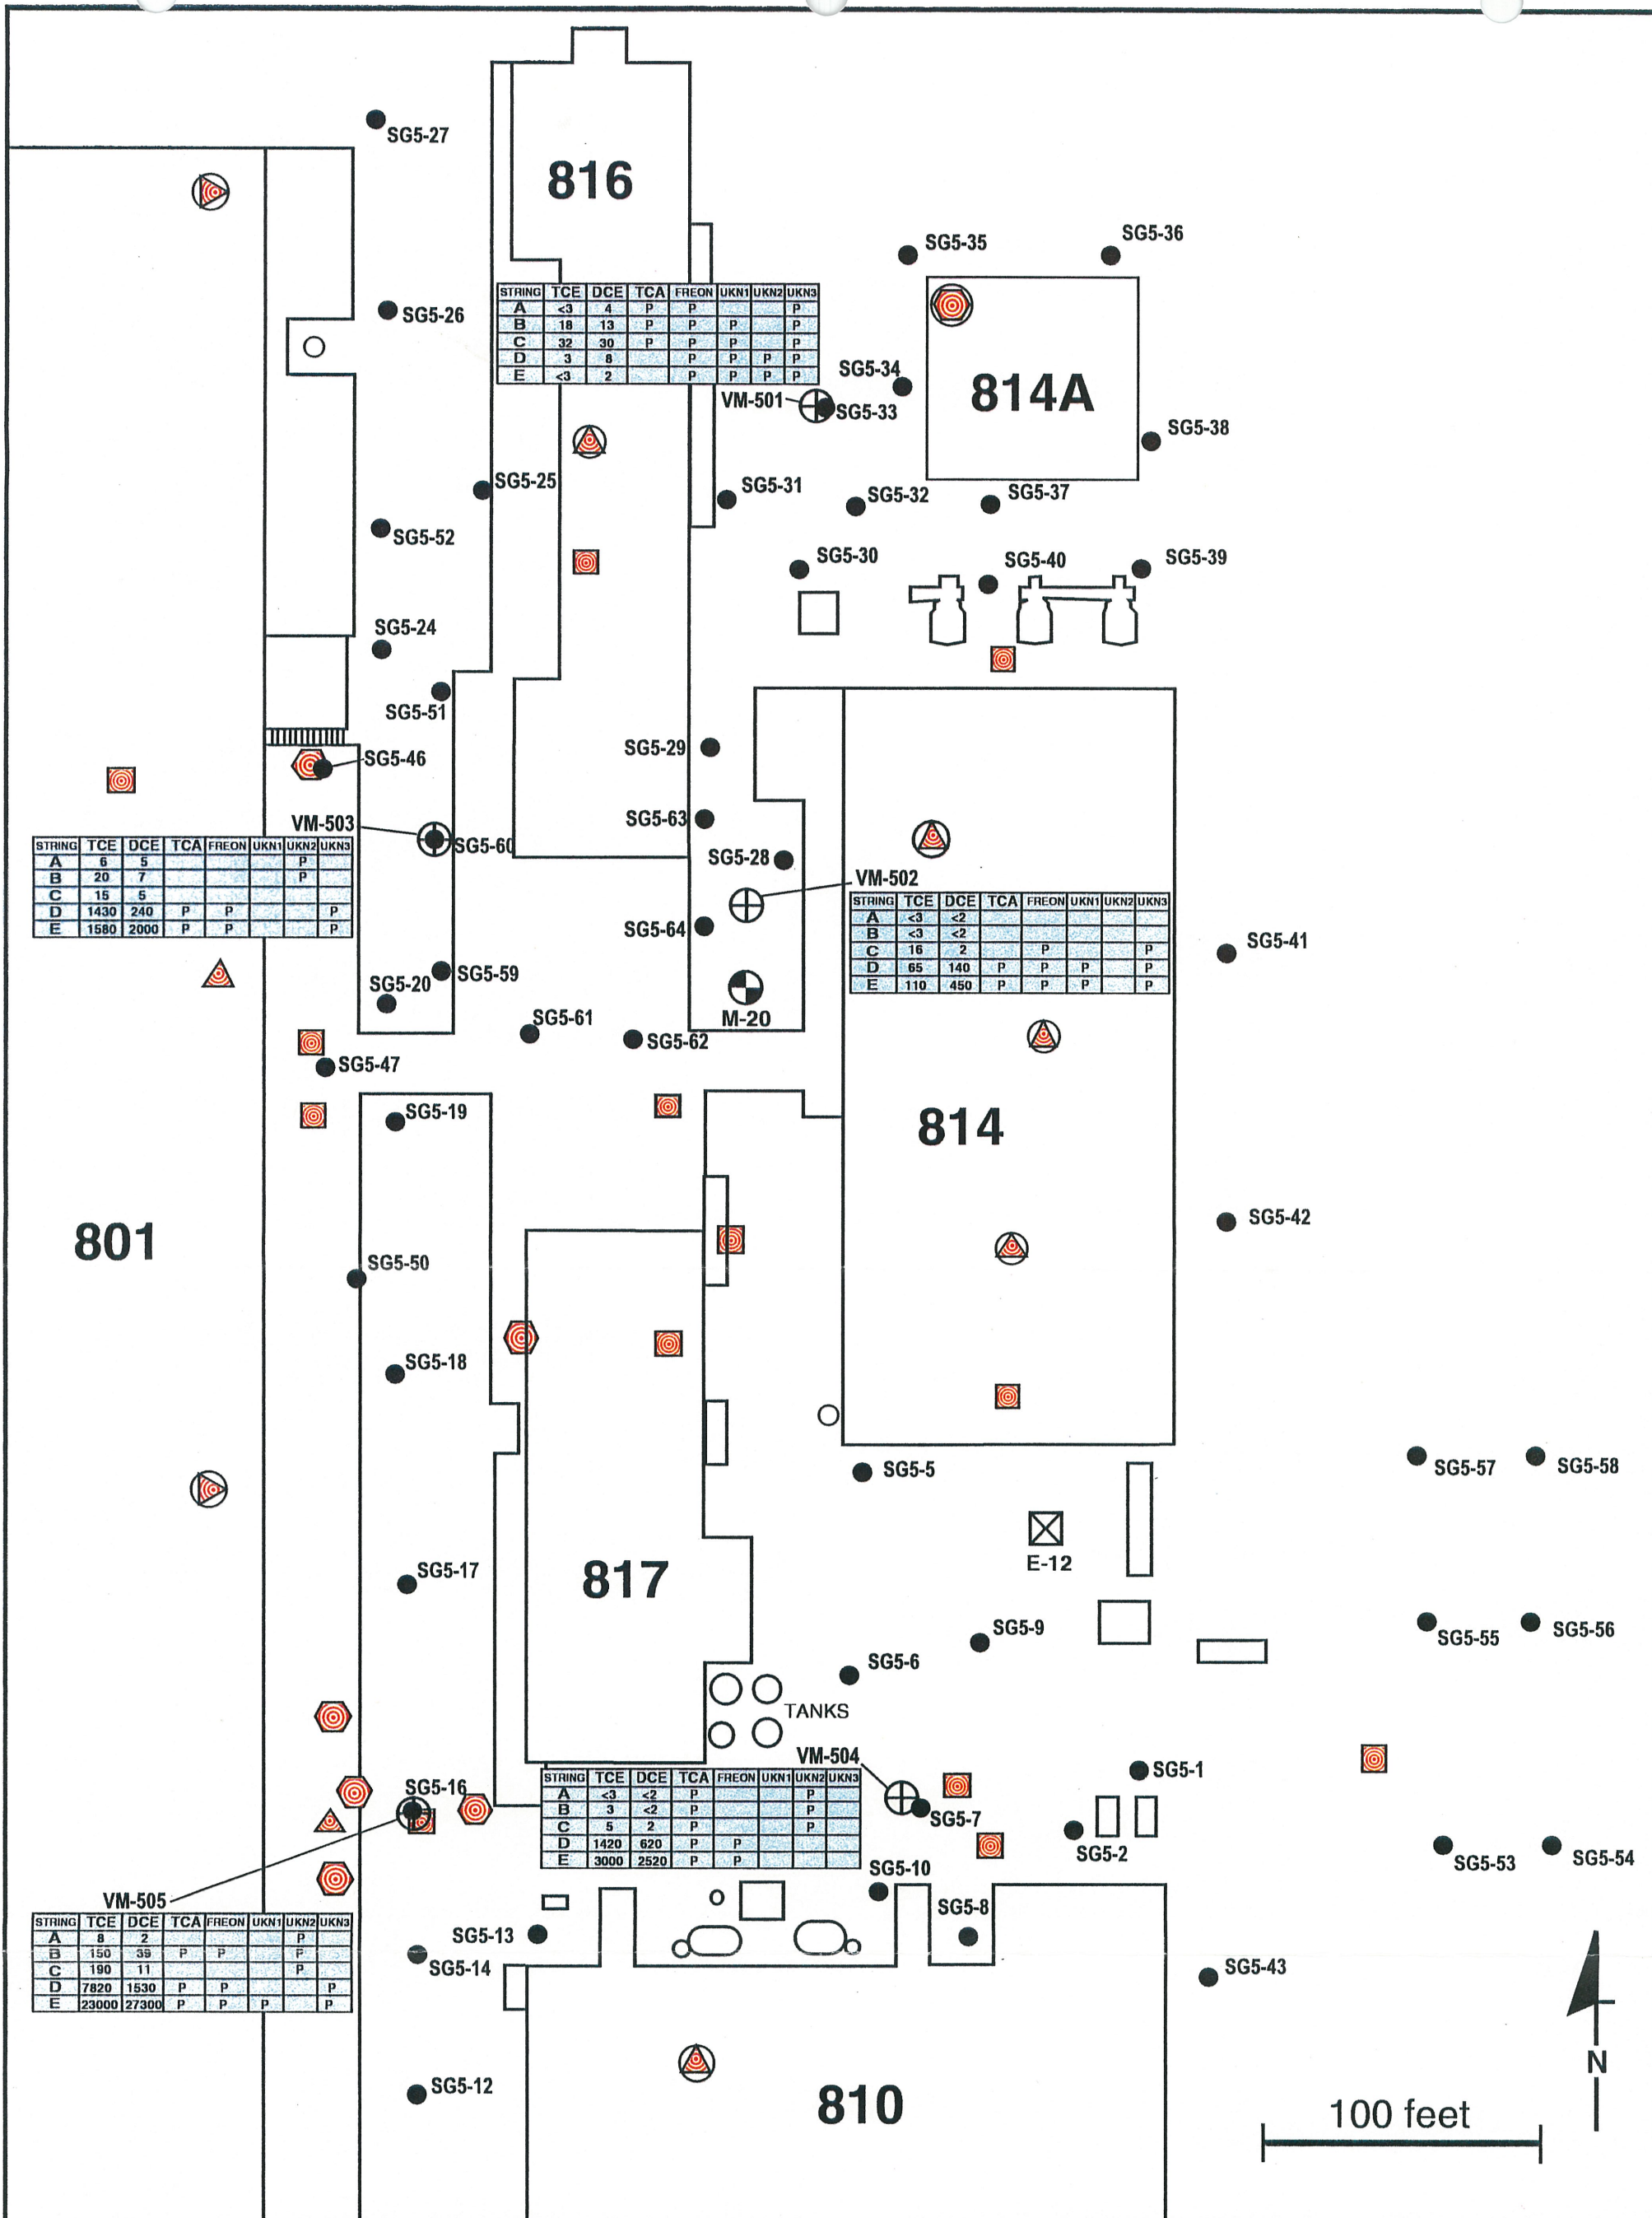 SG5-27
816
SG5-35
SG5-36
SG5-26
STRING TCE DCE TCA FREON UKN1 UKN2 UKN3
A <3 4 P P P
B 18 13 P P P P
C 32 30 P P P P
D 3 8 P P P P
E <3 2 P P P P
SG5-34
VM-501
SG5-33
814A
SG5-38
SG5-25
SG5-31
SG5-32
SG5-37
SG5-52
SG5-30
SG5-40
SG5-39
SG5-24
SG5-51
SG5-29
SG5-46
VM-503
SG5-63
SG5-60
STRING TCE DCE TCA FREON UKN1 UKN2 UKN3
A 6 5 P
B 20 7 P
C 15 5
D 1430 240 P P P
E 1580 2000 P P P
SG5-28
VM-502
STRING TCE DCE TCA FREON UKN1 UKN2 UKN3
A <3 <2
B <3 <2
C 16 2 P P
D 65 140 P P P P
E 110 450 P P P P
SG5-64
SG5-41
SG5-59
SG5-20
M-20
SG5-61
SG5-62
SG5-47
SG5-19
814
SG5-42
801
SG5-50
SG5-18
SG5-5
SG5-57
SG5-58
E-12
SG5-17
817
SG5-9
SG5-55
SG5-56
SG5-6
TANKS
VM-504
SG5-1
SG5-16
STRING TCE DCE TCA FREON UKN1 UKN2 UKN3
A <3 <2 P P
B 3 <2 P P
C 5 2 P P
D 1420 620 P P
E 3000 2520 P P
SG5-7
SG5-2
SG5-53
SG5-54
SG5-10
VM-505
SG5-8
STRING TCE DCE TCA FREON UKN1 UKN2 UKN3
A 8 2 P
B 150 39 P P P
C 190 11 P
D 7820 1530 P P P
E 23000 27300 P P P P
SG5-13
SG5-14
SG5-43
N
SG5-12
810
100 feet